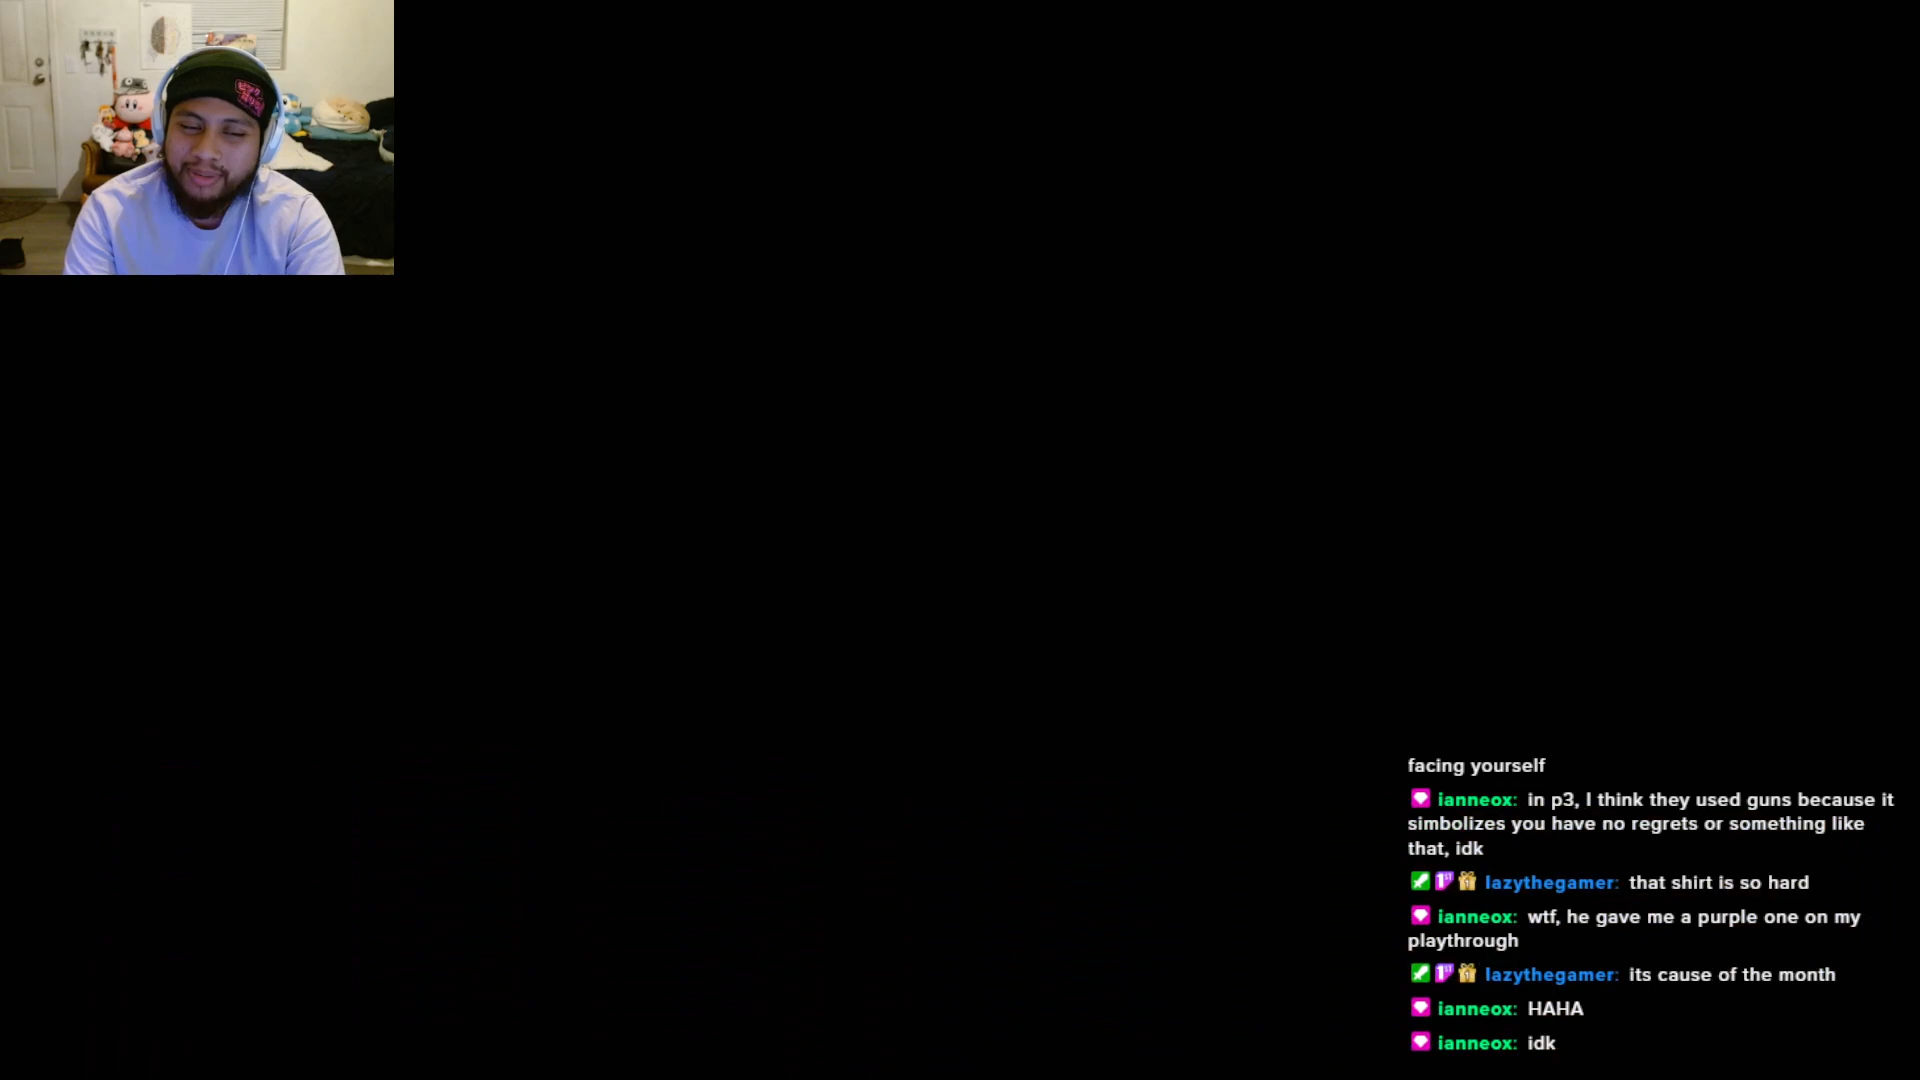 facing yourself
ianneox: in p3, I think they used guns because it
simbolizes you have no regrets or something like
that, idk
lazythegamer: that shirt is so hard
ianneox: wtf, he gave me a purple one on my
playthrough
lazythegamer: its cause of the month
ianneox: HAHA
ianneox: idk